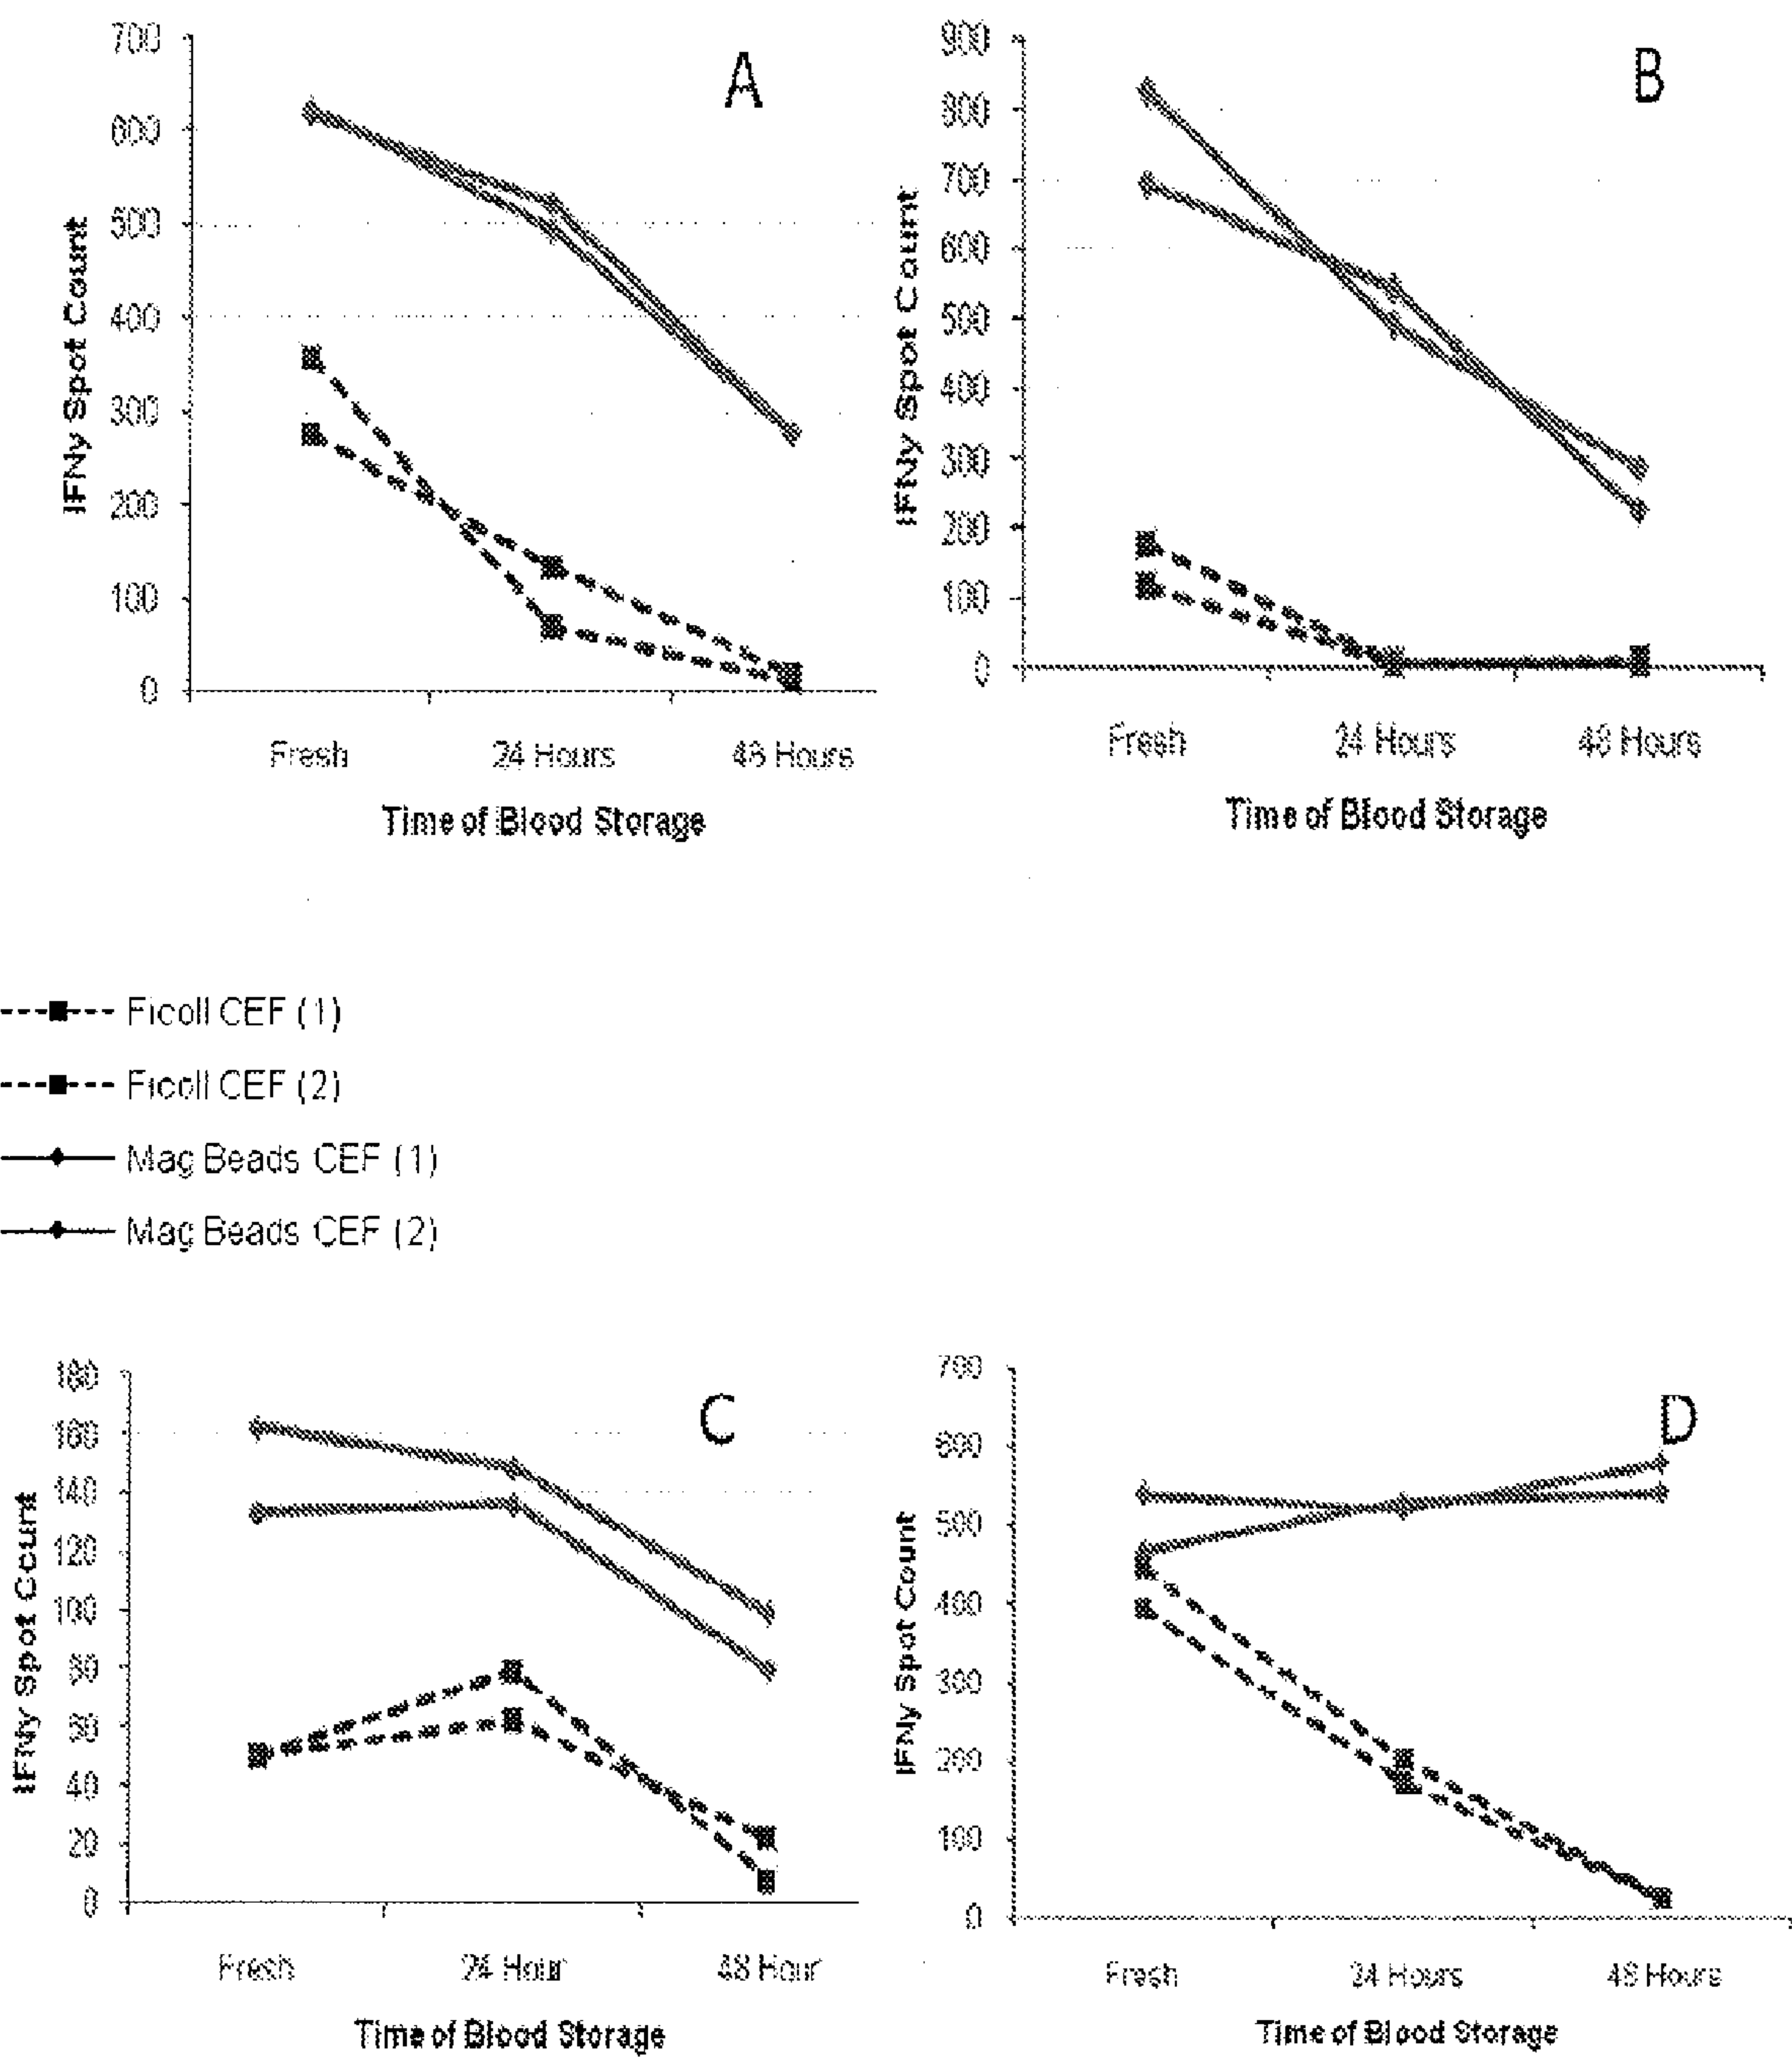 A
700
600
500
400
300
200
100
0
IFNγ Spot Count
Fresh
24 Hours
48 Hours
Time of Blood Storage
B
900
800
700
600
500
400
300
200
100
0
IFNγ Spot Count
Fresh
24 Hours
48 Hours
Time of Blood Storage
Ficoll CEF (1)
Ficoll CEF (2)
Mag Beads CEF (1)
Mag Beads CEF (2)
C
180
160
140
120
100
80
60
40
20
0
IFNγ Spot Count
Fresh
24 Hour
48 Hour
Time of Blood Storage
D
700
600
500
400
300
200
100
0
IFNγ Spot Count
Fresh
24 Hours
48 Hours
Time of Blood Storage